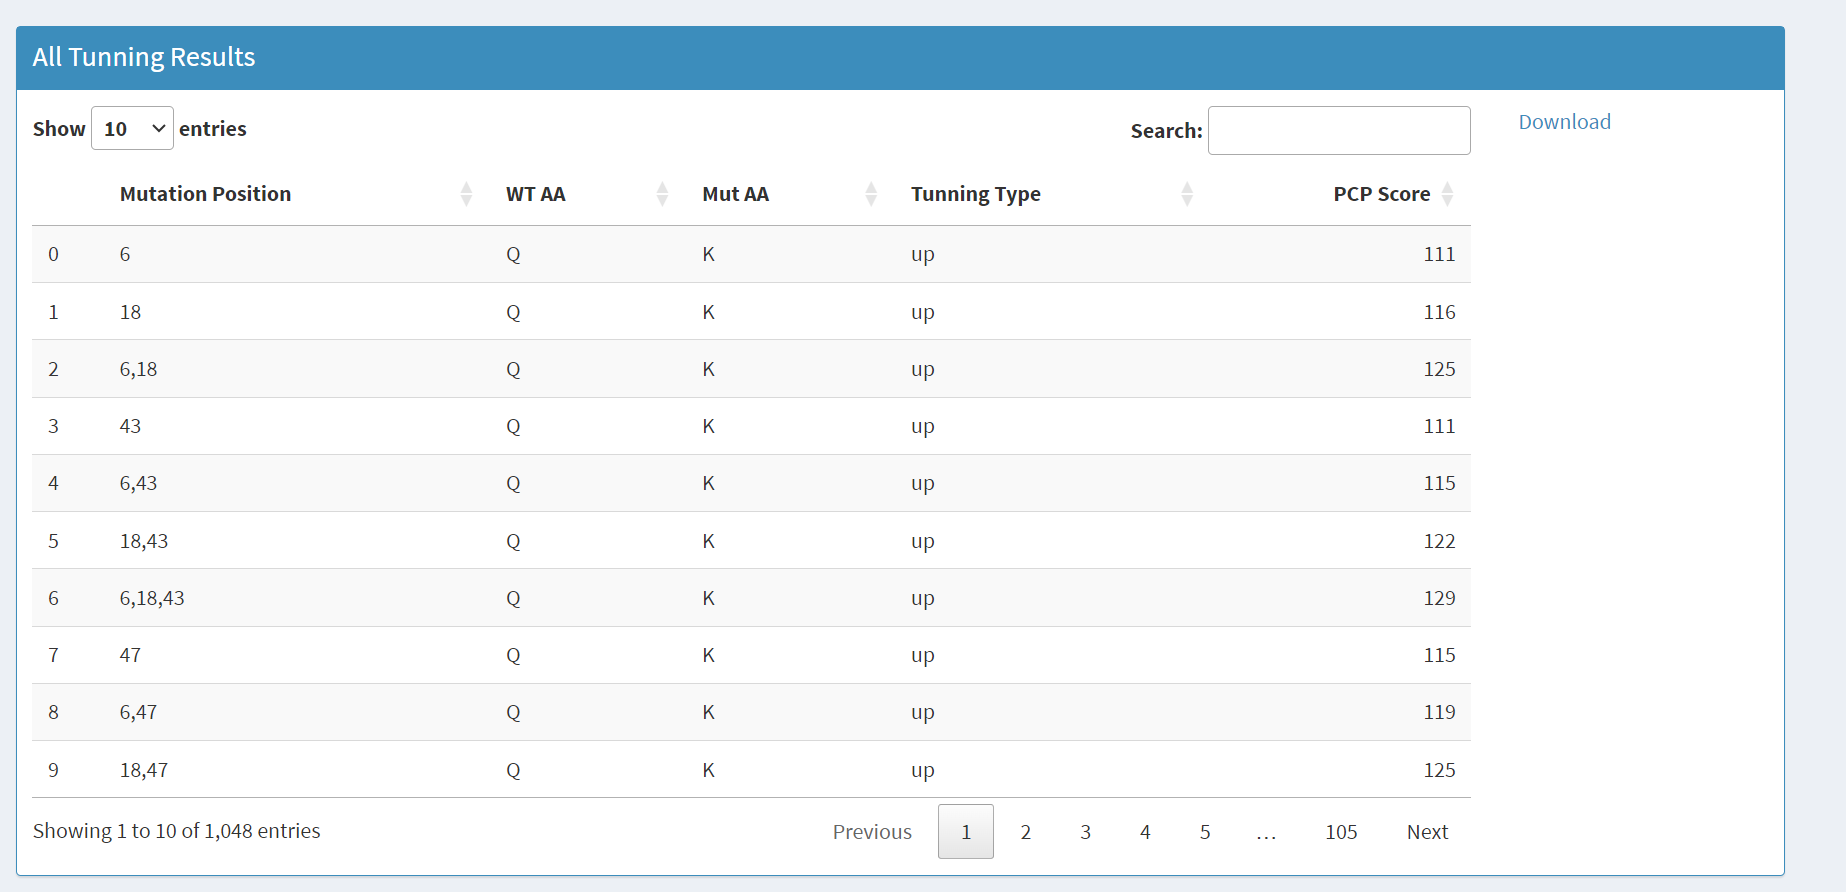 All Tunning Results
Show 10 entries Search: Download
Mutation Position WT AA Mut AA Tunning Type PCP Score
0 6 Q K up 111
1 18 Q K up 116
2 6,18 Q K up 125
3 43 Q K up 111
4 6,43 Q K up 115
5 18,43 Q K up 122
6 6,18,43 Q K up 129
7 47 Q K up 115
8 6,47 Q K up 119
9 18,47 Q K up 125
Showing 1 to 10 of 1,048 entries Previous 1 2 3 4 5 … 105 Next